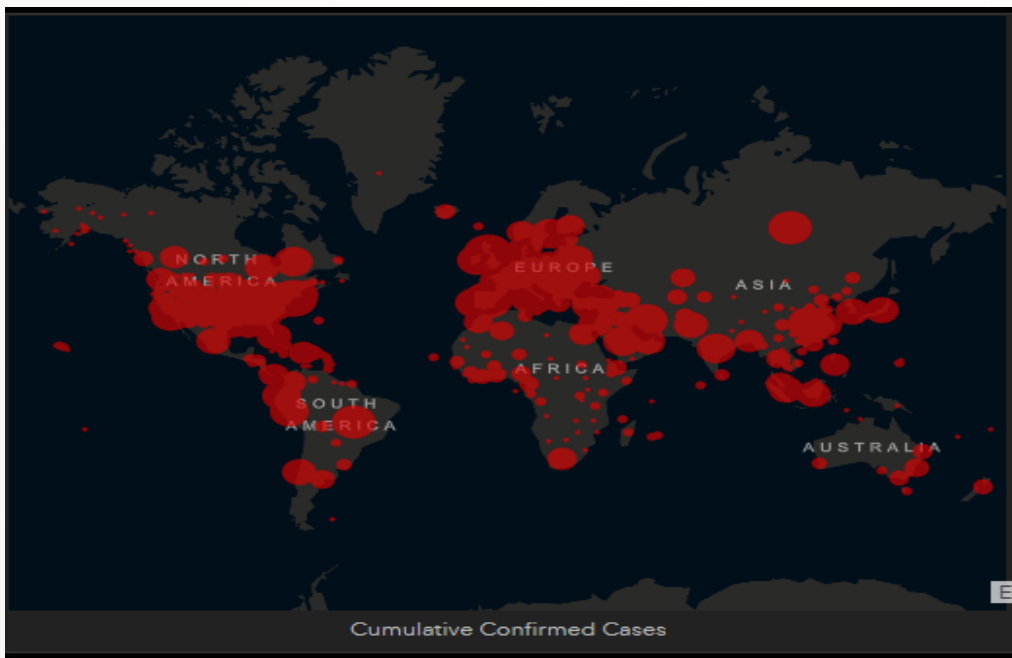 NORTH
AMERICA
EUROPE
ASIA
AFRICA
SOUTH
AMERICA
AUSTRALIA
E
Cumulative Confirmed Cases